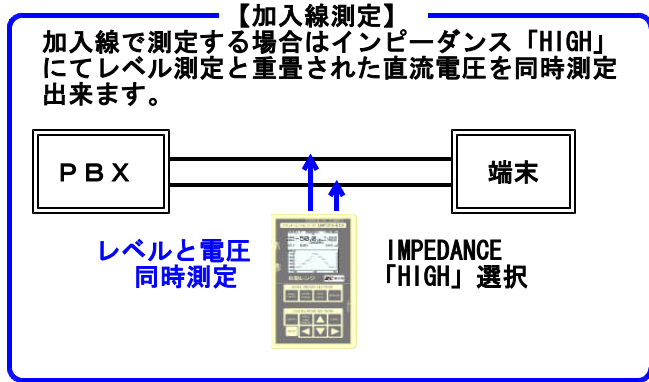 【加入線測定】
加入線で測定する場合はインピーダンス「HIGH」
にてレベル測定と重畳された直流電圧を同時測定
出来ます。
ＰＢＸ
端末
レベルと電圧
同時測定
IMPEDANCE
「HIGH」選択
-50.0